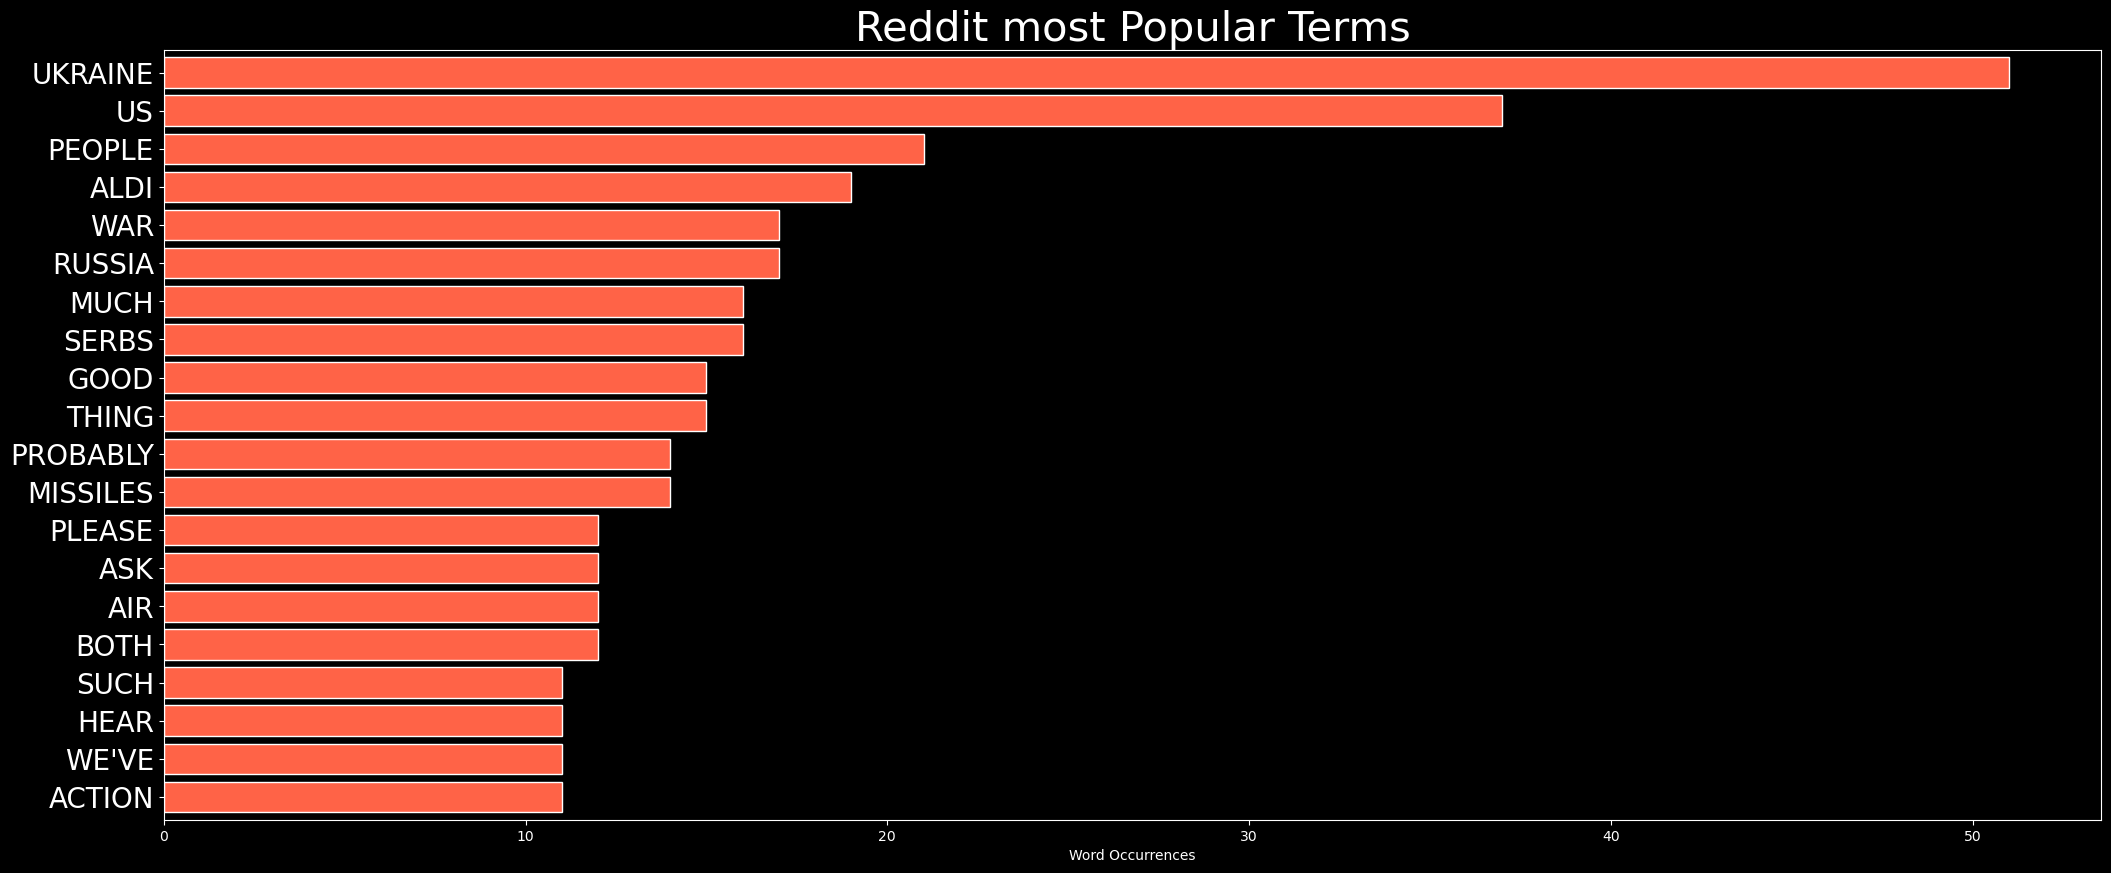 Reddit most Popular Terms
UKRAINE
US
PEOPLE
ALDI
WAR
RUSSIA
MUCH
SERBS
GOOD
THING
PROBABLY
MISSILES
PLEASE
ASK
AIR
BOTH
SUCH
HEAR
WE'VE
ACTION
0 10 20 30 40 50
Word Occurrences